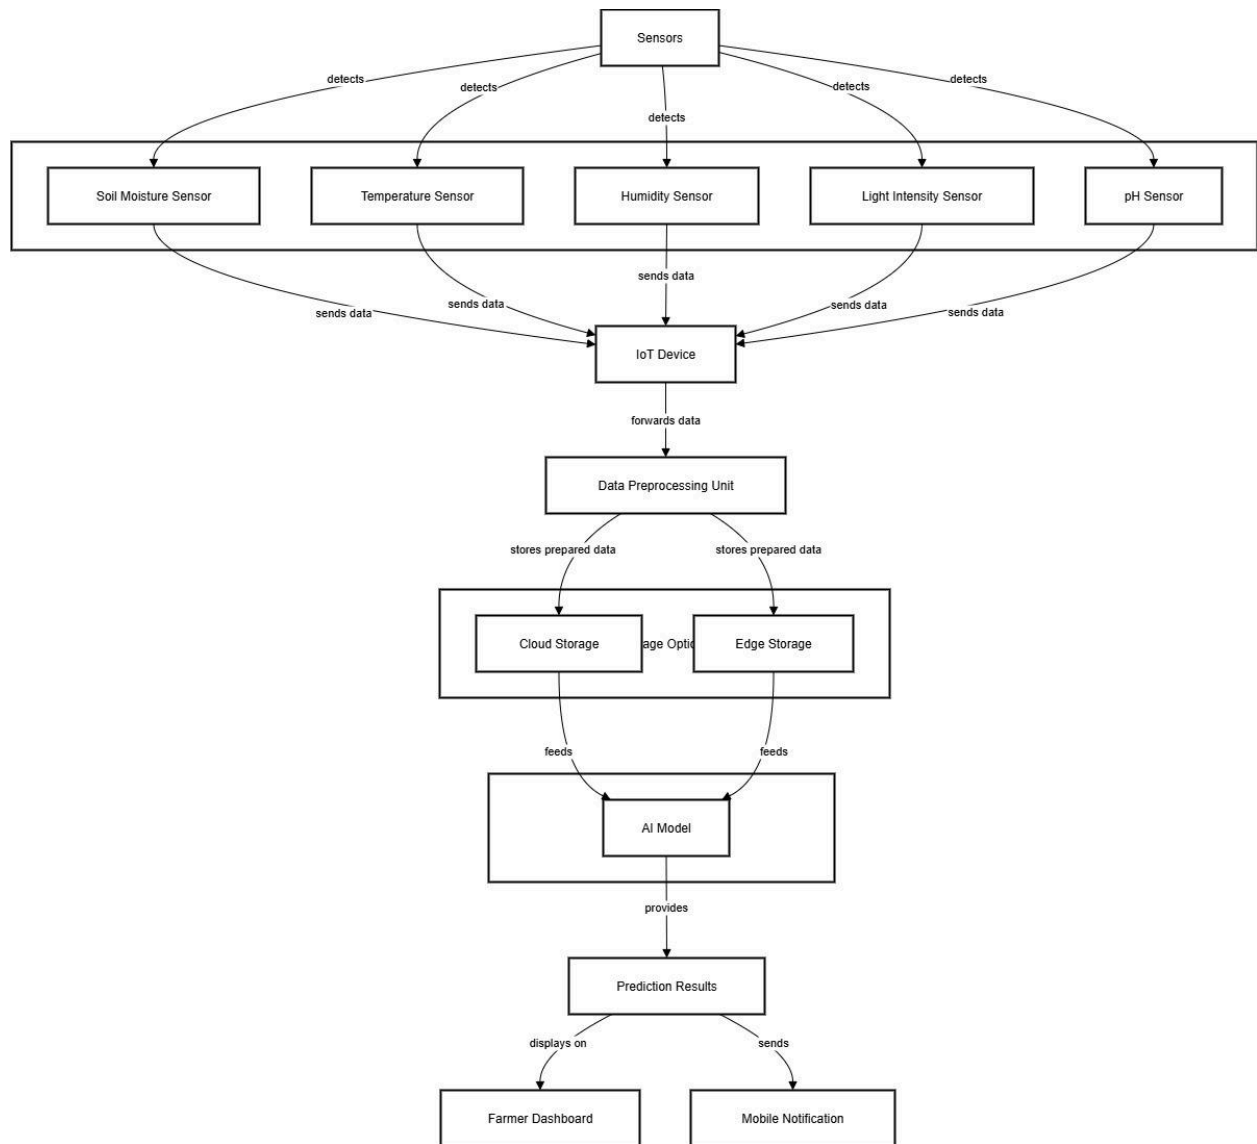 Sensors
detects
detects
detects
detects
detects
Soil Moisture Sensor
Temperature Sensor
Humidity Sensor
Light Intensity Sensor
pH Sensor
sends data
sends data
sends data
sends data
sends data
IoT Device
forwards data
Data Preprocessing Unit
stores prepared data
stores prepared data
Cloud Storage
age Optio
Edge Storage
feeds
feeds
AI Model
provides
Prediction Results
displays on
sends
Farmer Dashboard
Mobile Notification